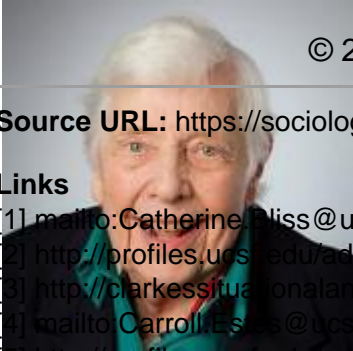 © 2
Source URL: https://sociolog
Links
[1] mailto:Catherine.Bliss@u
[2] http://profiles.ucsf.edu/ad
[3] http://clarkessituationalan
[4] mailto:Carroll.Estes@ucs